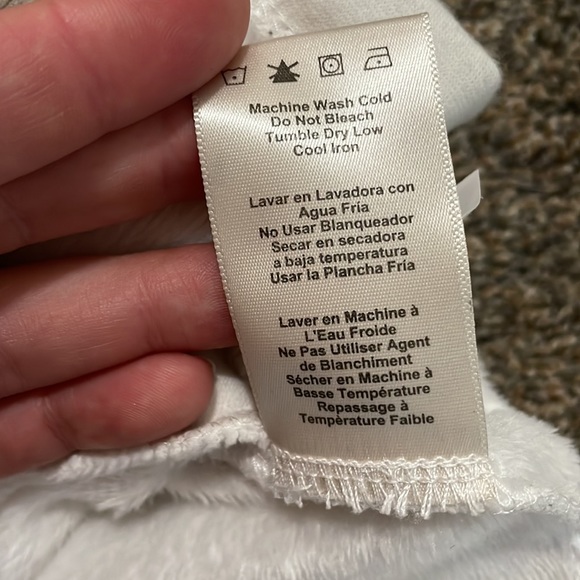 Machine Wash Cold
Do Not Bleach
Tumble Dry Low
Cool Iron
Lavar en Lavadora con
Agua Fria
No Usar Blanqueador
Secar en secadora
a baja temperatura
Usar la Plancha Fría
Laver en Machine à
L'Eau Froide
Ne Pas Utiliser Agent
de Blanchiment
Sécher en Machine à
Basse Température
Repassage à
Température Faible